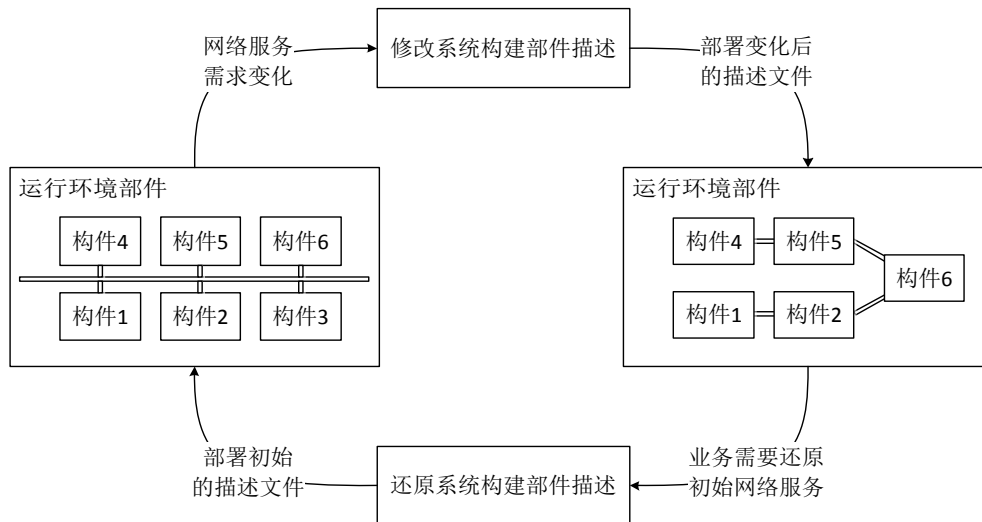 网络服务
需求变化
修改系统构建部件描述
部署变化后
的描述文件
运行环境部件
构件4
构件5
构件6
构件1
构件2
构件3
运行环境部件
构件4
构件5
构件6
构件1
构件2
部署初始
的描述文件
还原系统构建部件描述
业务需要还原
初始网络服务